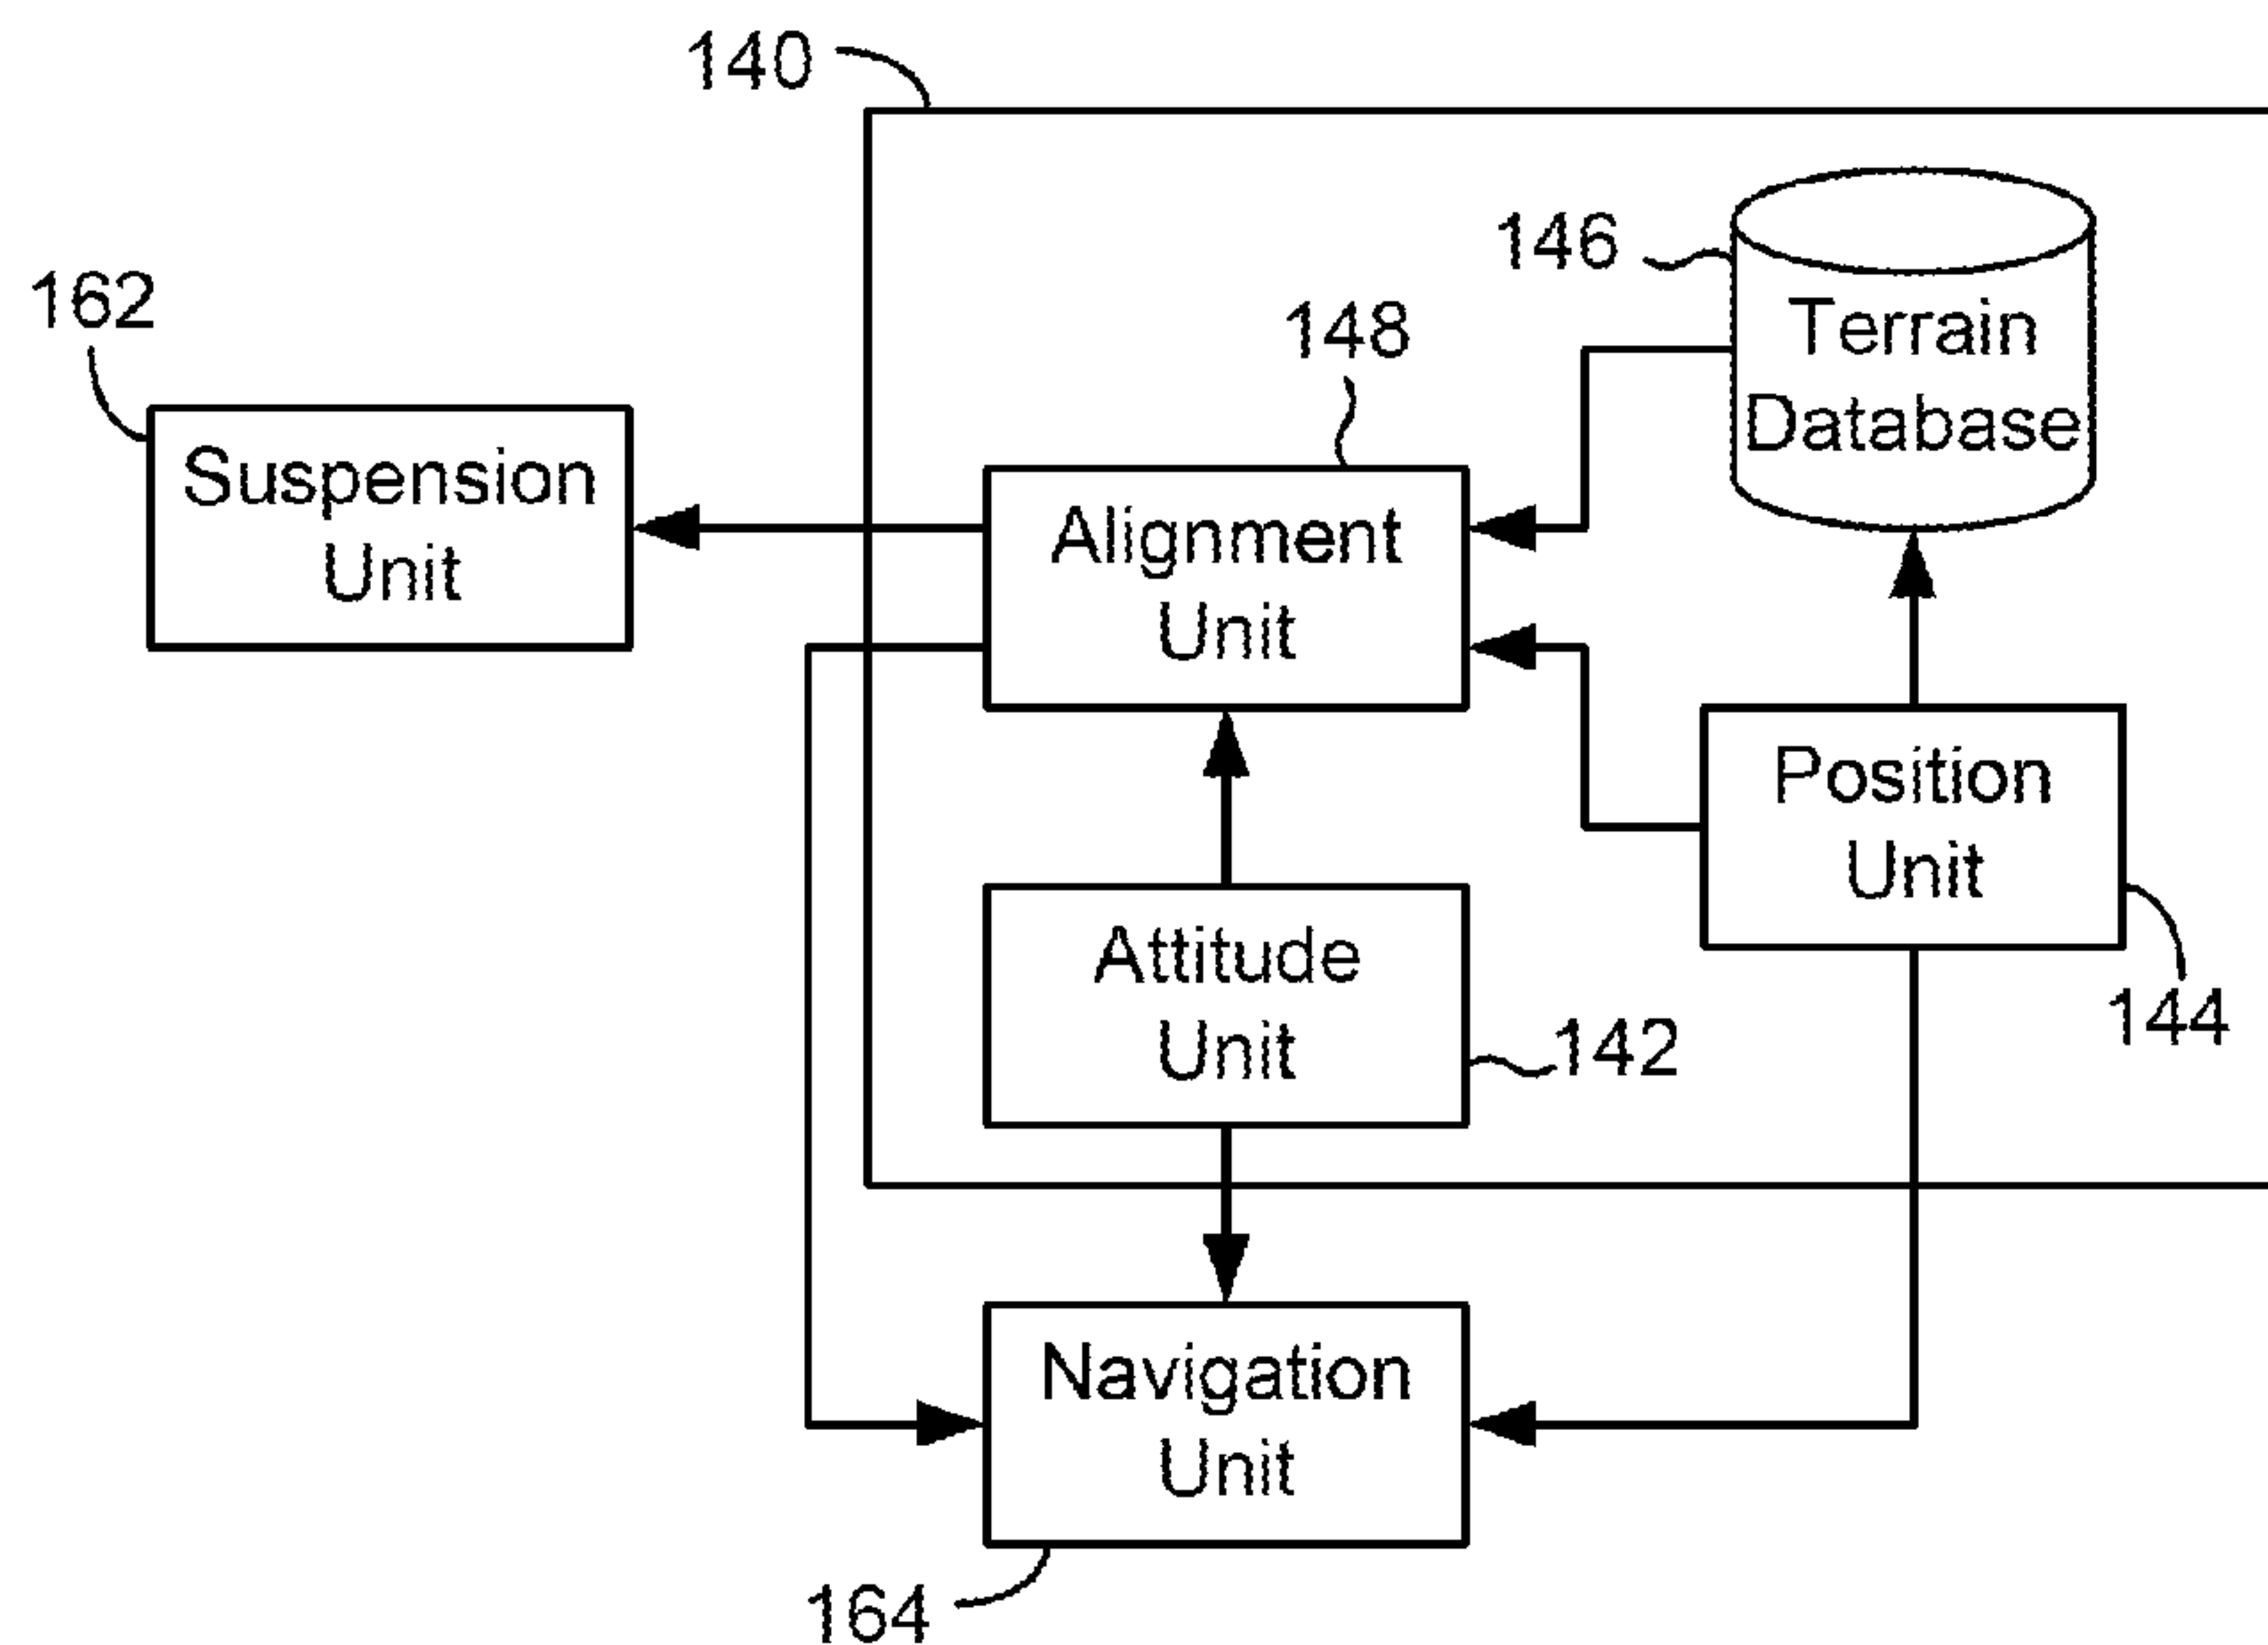 140
146
Terrain
Database
162
148
Suspension
Unit
Alignment
Unit
Position
Unit
Attitude
Unit
142
144
Navigation
Unit
164